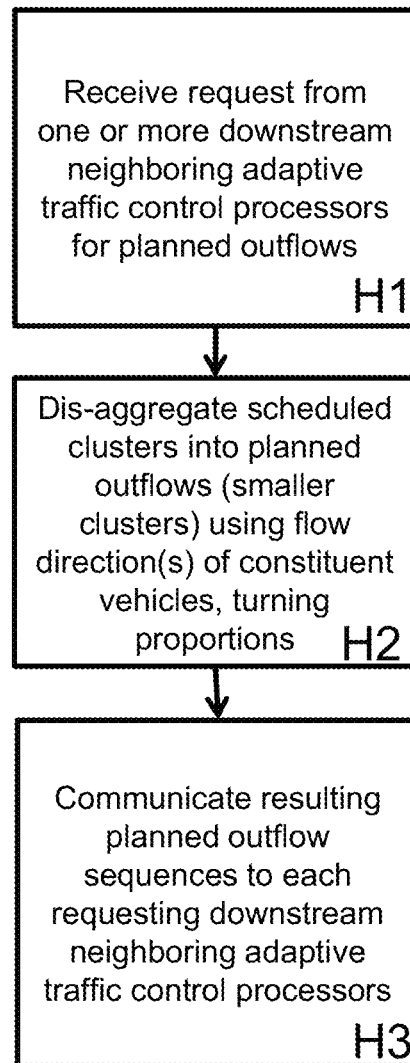 Receive request from
one or more downstream
neighboring adaptive
traffic control processors
for planned outflows
H1
Dis-aggregate scheduled
clusters into planned
outflows (smaller
clusters) using flow
direction(s) of constituent
vehicles, turning
proportions
H2
Communicate resulting
planned outflow
sequences to each
requesting downstream
neighboring adaptive
traffic control processors
H3